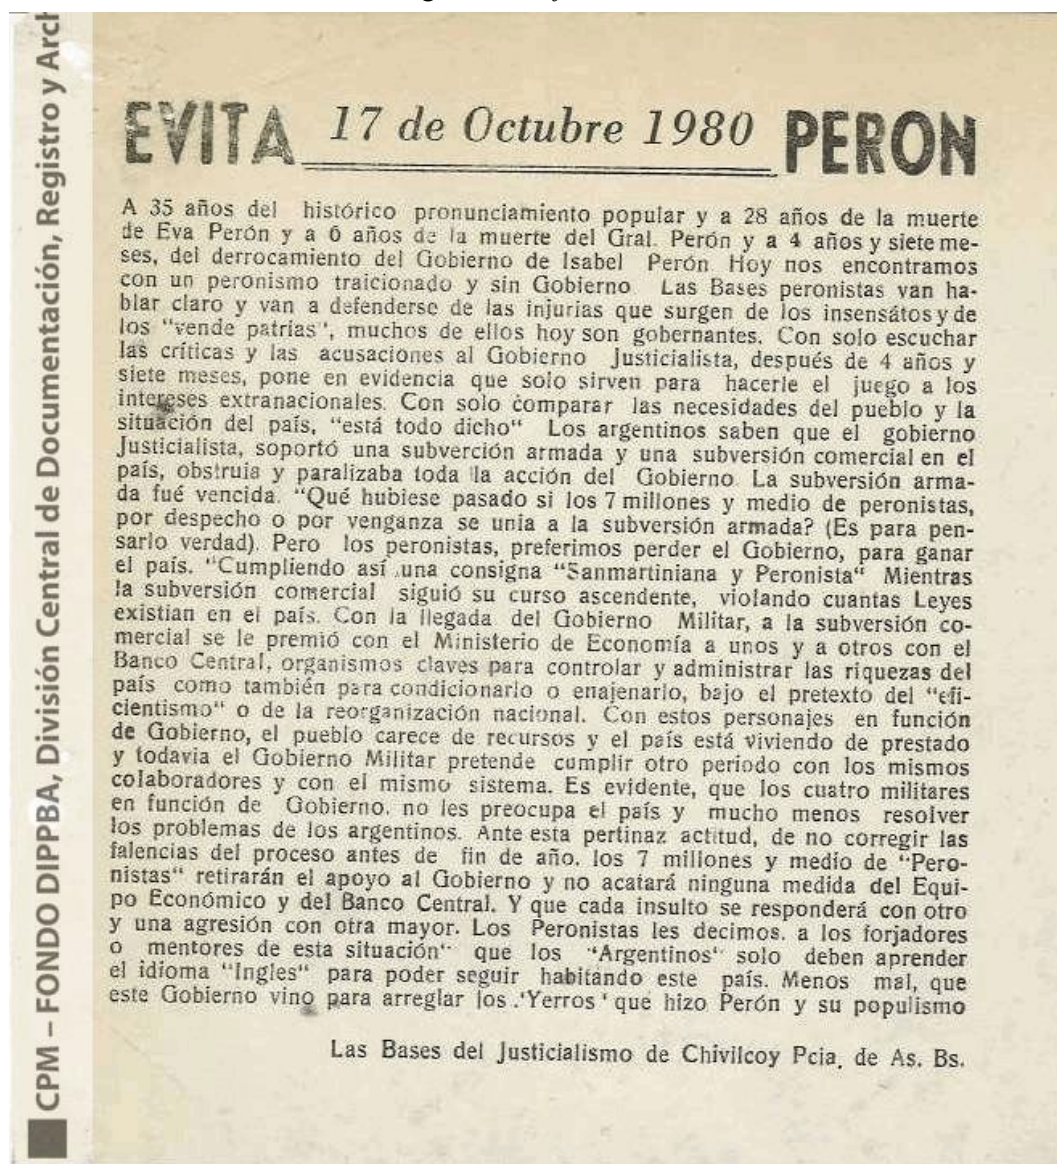 EVITA 17 de Octubre 1980 PERON
A 35 años del histórico pronunciamiento popular y a 28 años de la muerte
de Eva Perón y a 6 años de la muerte del Gral. Perón y a 4 años y siete me-
ses, del derrocamiento del Gobierno de Isabel Perón Hoy nos encontramos
con un peronismo traicionado y sin Gobierno Las Bases peronistas van ha-
blar claro y van a defenderse de las injurias que surgen de los insensátos y de
los "vende patrias", muchos de ellos hoy son gobernantes. Con solo escuchar
las críticas y las acusaciones al Gobierno Justicialista, después de 4 años y
siete meses, pone en evidencia que solo sirven para hacerle el juego a los
intereses extranacionales. Con solo comparar las necesidades del pueblo y la
situación del país, "está todo dicho" Los argentinos saben que el gobierno
Justicialista, soportó una subverción armada y una subversión comercial en el
país, obstruia y paralizaba toda la acción del Gobierno La subversión arma-
da fué vencida. "Qué hubiese pasado si los 7 millones y medio de peronistas,
por despecho o por venganza se unía a la subversión armada? (Es para pen-
sarlo verdad). Pero los peronistas, preferimos perder el Gobierno, para ganar
el país. "Cumpliendo así una consigna "Sanmartiniana y Peronista" Mientras
la subversión comercial siguió su curso ascendente, violando cuantas Leyes
existian en el país. Con la llegada del Gobierno Militar, a la subversión co-
mercial se le premió con el Ministerio de Economía a unos y a otros con el
Banco Central, organismos claves para controlar y administrar las riquezas del
país como también para condicionarlo o enajenarlo, bajo el pretexto del "efi-
cientismo" o de la reorganización nacional. Con estos personajes en función
de Gobierno, el pueblo carece de recursos y el país está viviendo de prestado
y todavia el Gobierno Militar pretende cumplir otro periodo con los mismos
colaboradores y con el mismo sistema. Es evidente, que los cuatro militares
en función de Gobierno. no les preocupa el país y mucho menos resolver
los problemas de los argentinos. Ante esta pertinaz actitud, de no corregir las
falencias del proceso antes de fin de año. los 7 millones y medio de "Pero-
nistas" retirarán el apoyo al Gobierno y no acatará ninguna medida del Equi-
po Económico y del Banco Central. Y que cada insulto se responderá con otro
y una agresión con otra mayor. Los Peronistas les decimos. a los forjadores
o mentores de esta situación" que los "Argentinos" solo deben aprender
el idioma "Ingles" para poder seguir habitando este país. Menos mal, que
este Gobierno vino para arreglar los .'Yerros' que hizo Perón y su populismo
Las Bases del Justicialismo de Chivilcoy Pcia. de As. Bs.
CPM – FONDO DIPPBA, División Central de Documentación, Registro y Arch